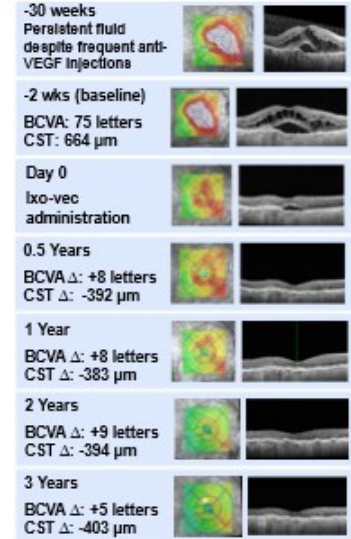 -30 weeks
Persistent fluid
despite frequent anti-
VEGF injections
-2 wks (baseline)
BCVA: 75 letters
CST: 664 µm
Day 0
Ixo-vec
administration
0.5 Years
BCVA Δ: +8 letters
CST Δ: -392 µm
1 Year
BCVA Δ: +8 letters
CST Δ: -383 µm
2 Years
BCVA Δ: +9 letters
CST Δ: -394 µm
3 Years
BCVA Δ: +5 letters
CST Δ: -403 µm